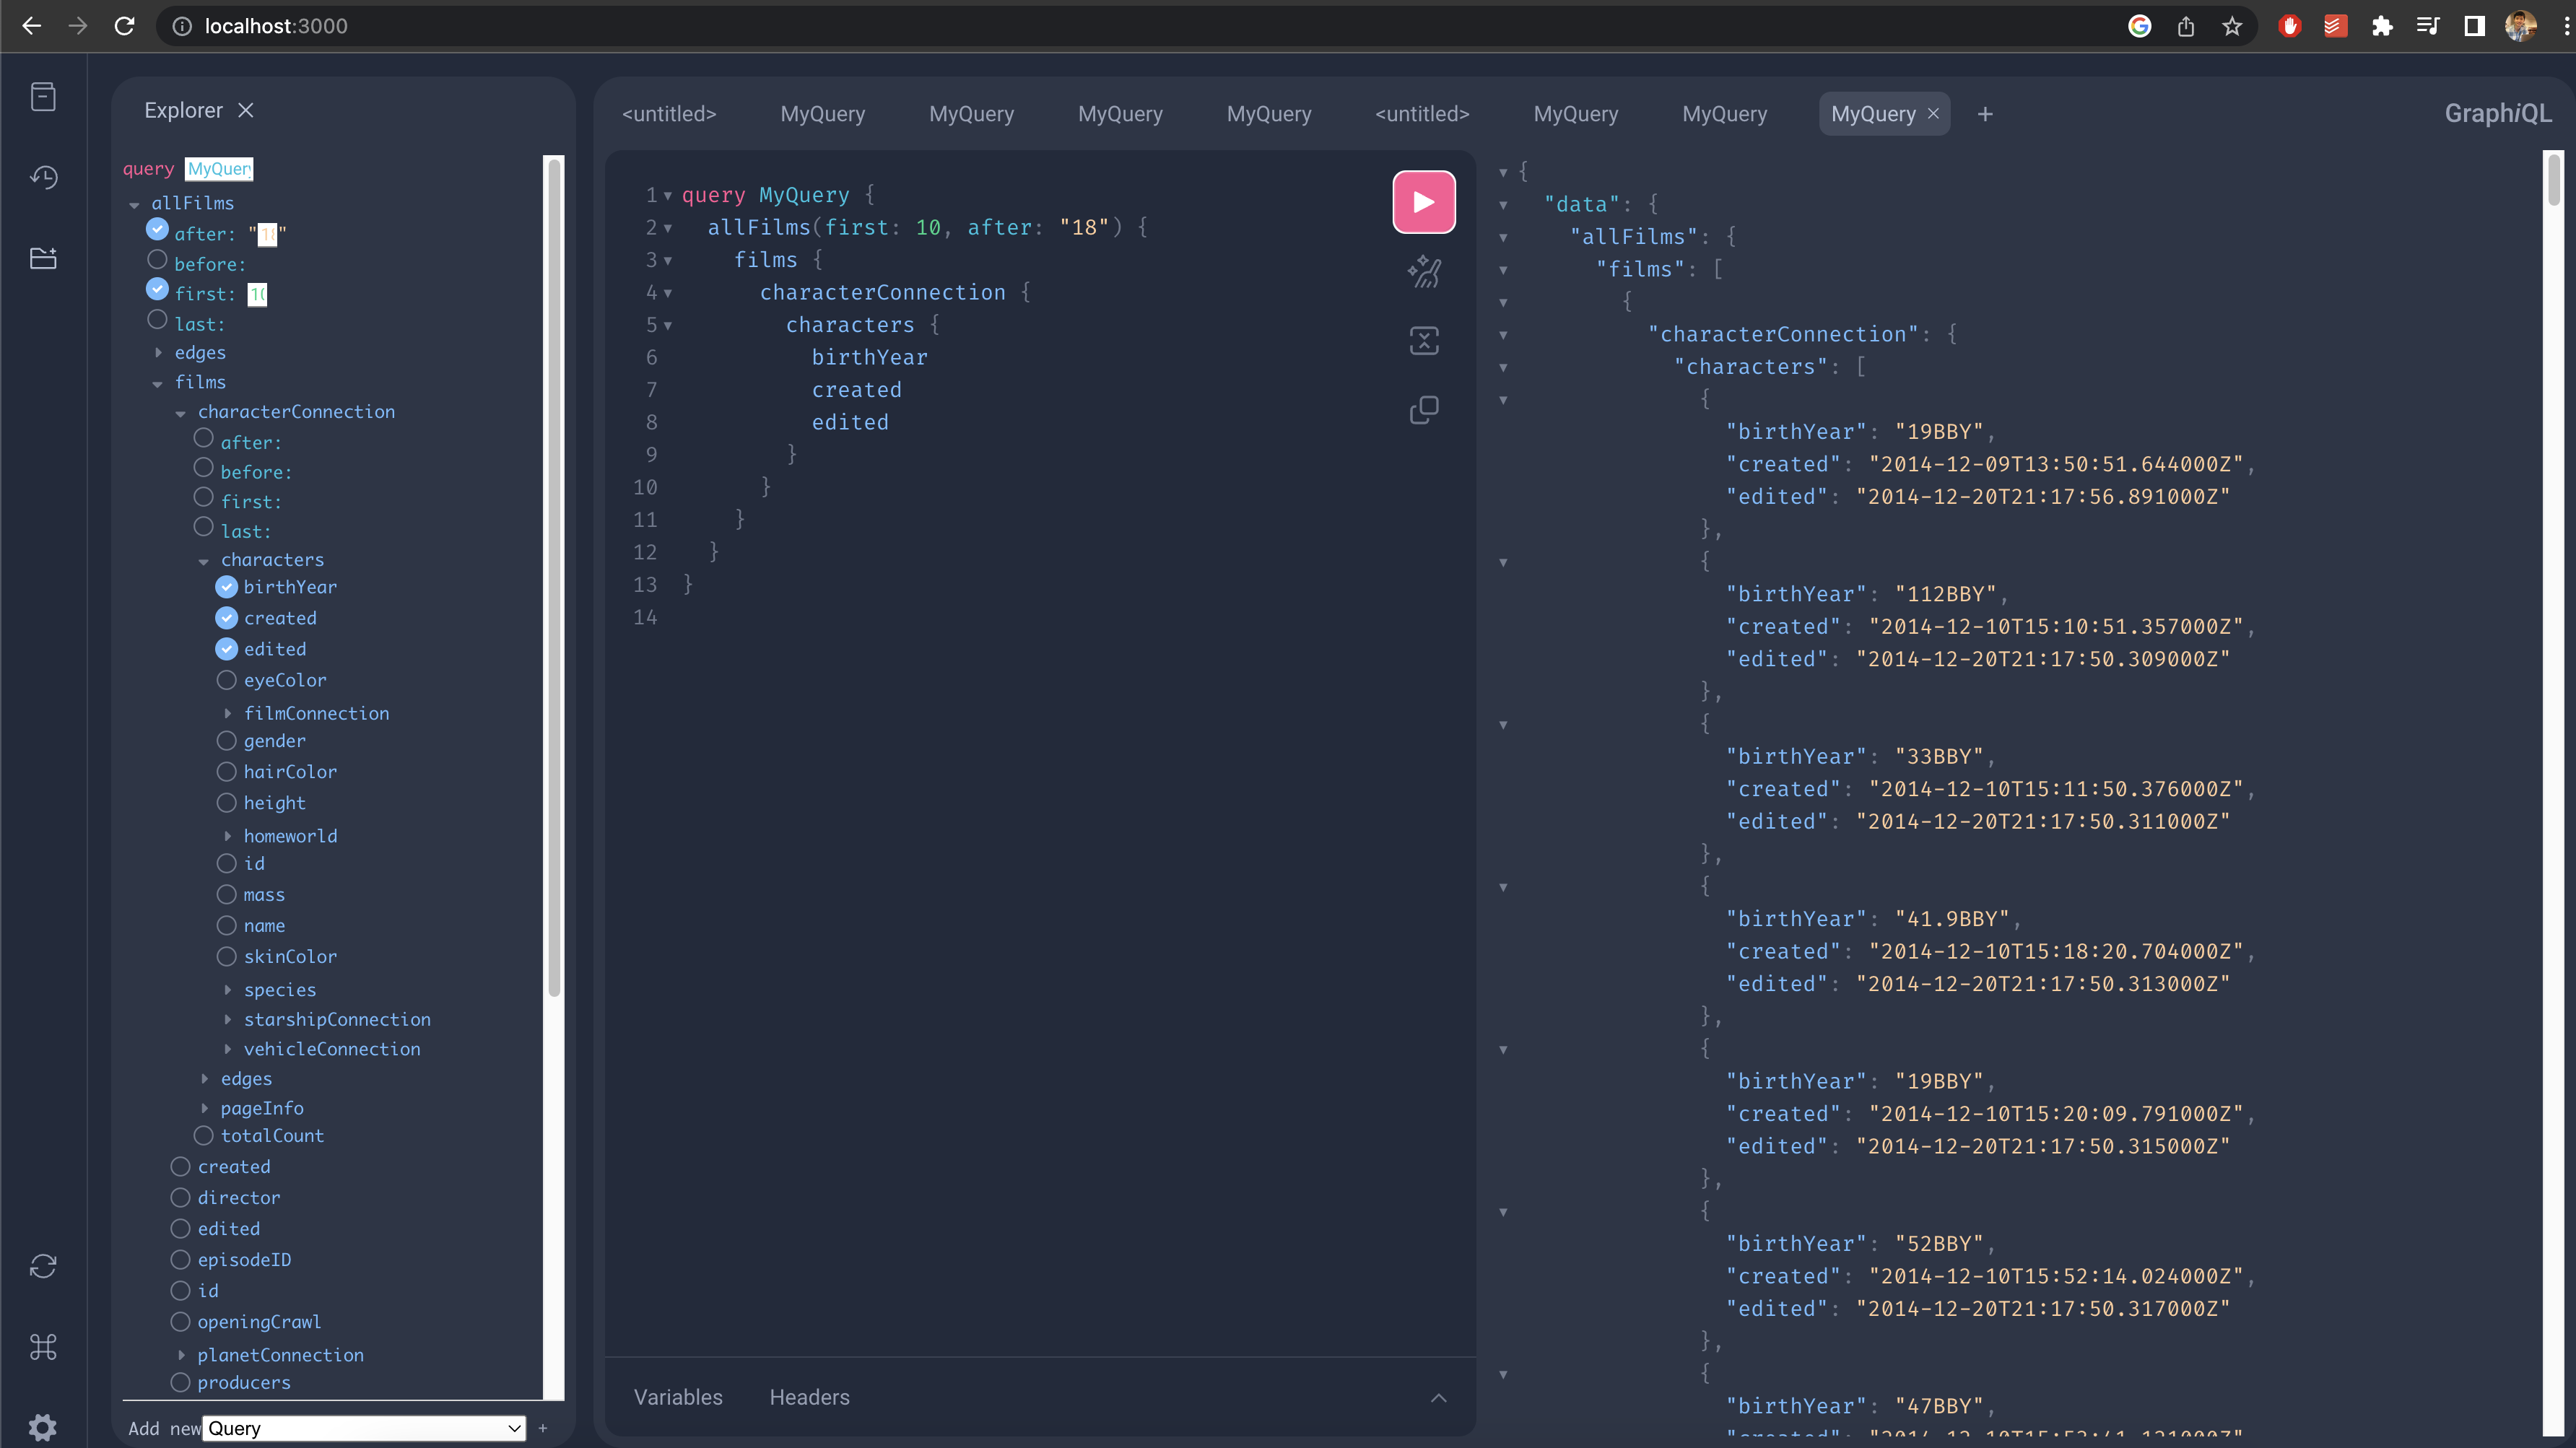 localhost:3000
Explorer
query MyQuery
allFilms
after: "18"
before:
first: 10
last:
edges
films
characterConnection
after:
before:
first:
last:
characters
birthYear
created
edited
eyeColor
filmConnection
gender
hairColor
height
homeworld
id
mass
name
skinColor
species
starshipConnection
vehicleConnection
edges
pageInfo
totalCount
created
director
edited
episodeID
id
openingCrawl
planetConnection
producers
Add new Query +
<untitled> MyQuery MyQuery MyQuery MyQuery <untitled> MyQuery MyQuery MyQuery + GraphiQL
1 query MyQuery {
2 allFilms(first: 10, after: "18") {
3 films {
4 characterConnection {
5 characters {
6 birthYear
7 created
8 edited
9 }
10 }
11 }
12 }
13 }
14
Variables Headers
{
"data": {
"allFilms": {
"films": [
{
"characterConnection": {
"characters": [
{
"birthYear": "19BBY",
"created": "2014-12-09T13:50:51.644000Z",
"edited": "2014-12-20T21:17:56.891000Z"
},
{
"birthYear": "112BBY",
"created": "2014-12-10T15:10:51.357000Z",
"edited": "2014-12-20T21:17:50.309000Z"
},
{
"birthYear": "33BBY",
"created": "2014-12-10T15:11:50.376000Z",
"edited": "2014-12-20T21:17:50.311000Z"
},
{
"birthYear": "41.9BBY",
"created": "2014-12-10T15:18:20.704000Z",
"edited": "2014-12-20T21:17:50.313000Z"
},
{
"birthYear": "19BBY",
"created": "2014-12-10T15:20:09.791000Z",
"edited": "2014-12-20T21:17:50.315000Z"
},
{
"birthYear": "52BBY",
"created": "2014-12-10T15:52:14.024000Z",
"edited": "2014-12-20T21:17:50.317000Z"
},
{
"birthYear": "47BBY",